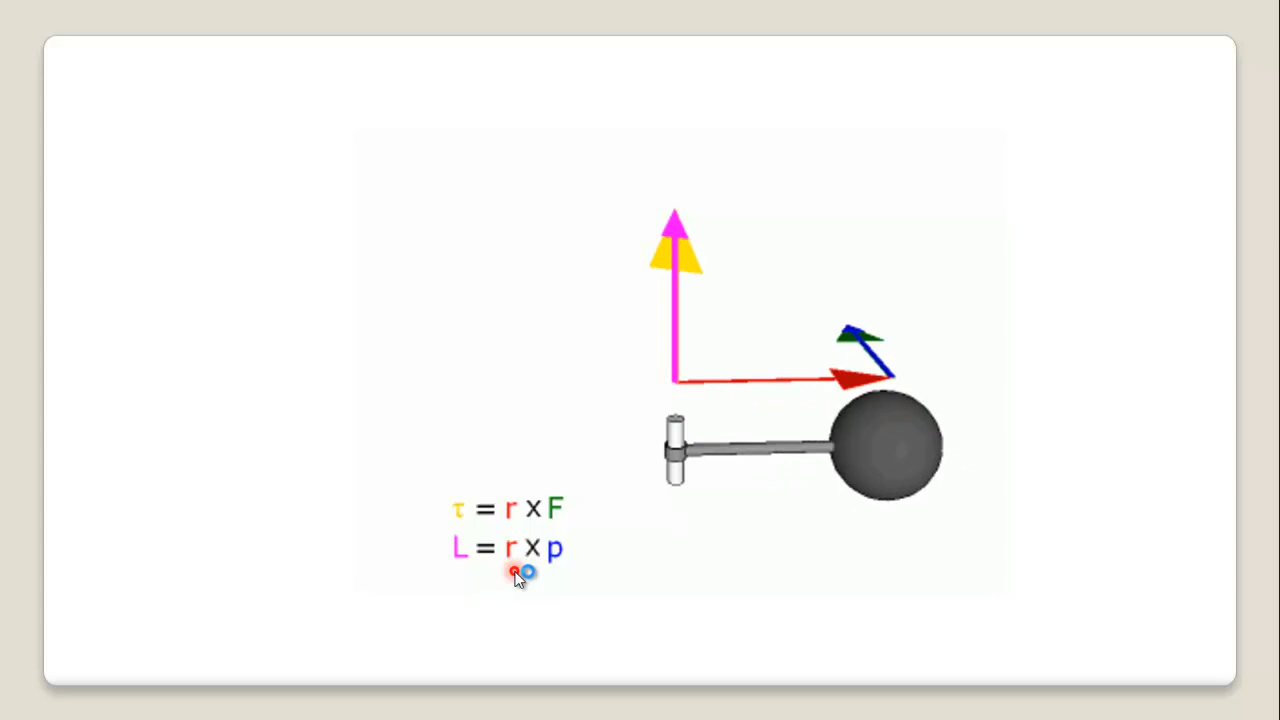 τ = r x F
L = r x p